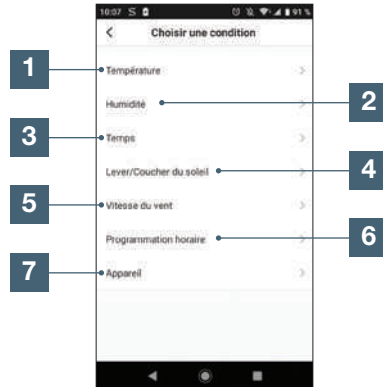 10:07 S 91 %
Choisir une condition
1 Température
Humidité 2
3 Temps
Lever/Coucher du soleil 4
5 Vitesse du vent
Programmation horaire 6
7 Appareil